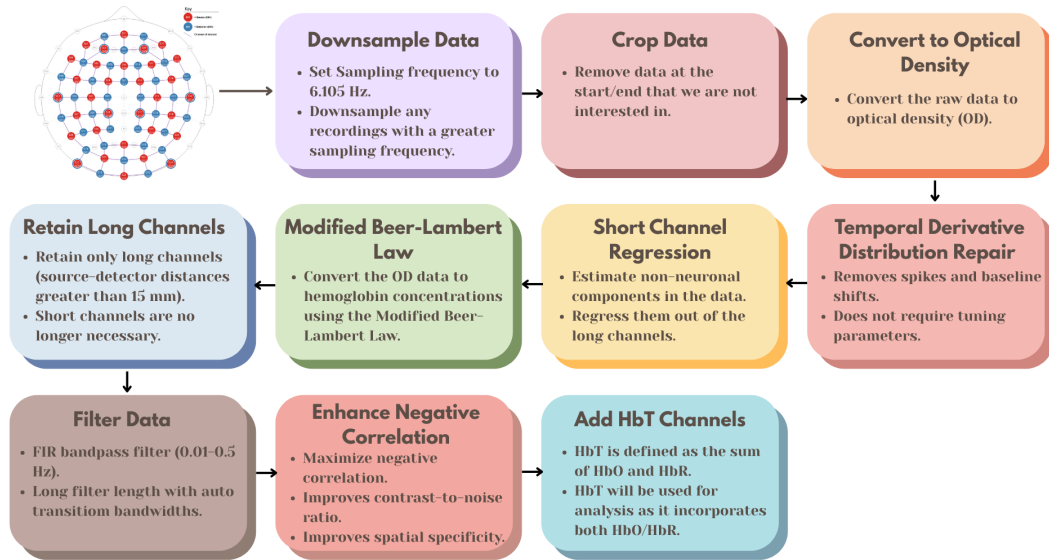 Key
Downsample Data
• Set Sampling frequency to
6.105 Hz.
• Downsample any
recordings with a greater
sampling frequency.
Crop Data
• Remove data at the
start/end that we are not
interested in.
Convert to Optical
Density
• Convert the raw data to
optical density (OD).
Retain Long Channels
• Retain only long channels
(source-detector distances
greater than 15 mm).
• Short channels are no
longer necessary.
Modified Beer-Lambert
Law
• Convert the OD data to
hemoglobin concentrations
using the Modified Beer-
Lambert Law.
Short Channel
Regression
• Estimate non-neuronal
components in the data.
• Regress them out of the
long channels.
Temporal Derivative
Distribution Repair
• Removes spikes and baseline
shifts.
• Does not require tuning
parameters.
Filter Data
• FIR bandpass filter (0.01-0.5
Hz).
• Long filter length with auto
transitiom bandwidths.
Enhance Negative
Correlation
• Maximize negative
correlation.
• Improves contrast-to-noise
ratio.
• Improves spatial specificity.
Add HbT Channels
• HbT is defined as the sum
of HbO and HbR.
• HbT will be used for
analysis as it incorporates
both HbO/HbR.